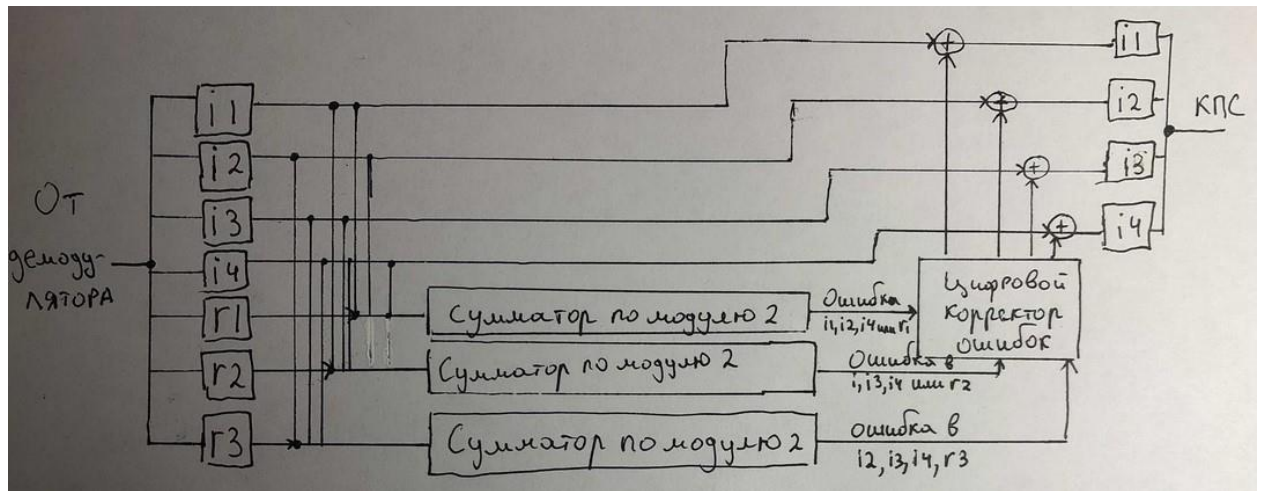 От
демоду-
лятора
i1
i2
i3
i4
r1
r2
r3
Сумматор по модулю 2
Сумматор по модулю 2
Сумматор по модулю 2
Ошибка
i1,i2,i4 или r1
Ошибка в
i,i3,i4 или r2
ошибка в
i2,i3,i4,r3
Цифровой
корректор
ошибок
i1
i2
i3
i4
КПС